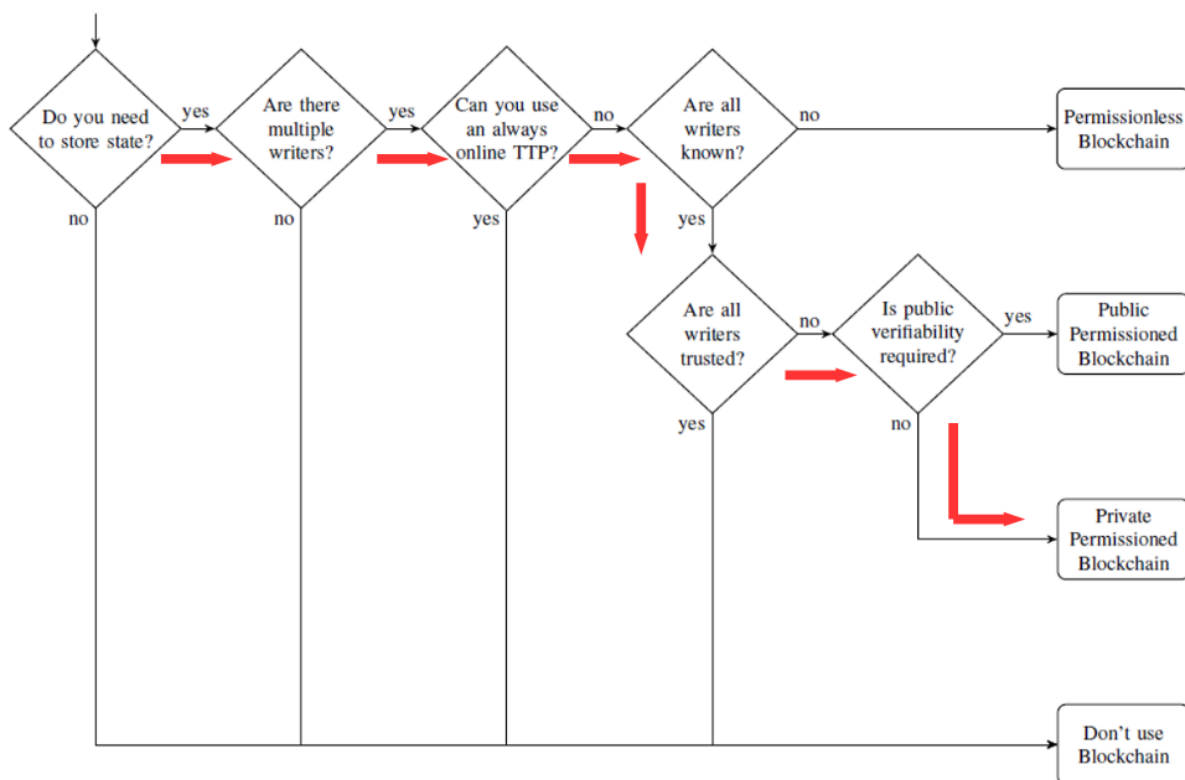 Do you need
to store state?
yes
Are there
multiple
writers?
yes
Can you use
an always
online TTP?
no
Are all
writers
known?
no
Permissionless
Blockchain
no
no
yes
yes
Are all
writers
trusted?
no
Is public
verifiability
required?
yes
Public
Permissioned
Blockchain
yes
no
Private
Permissioned
Blockchain
Don't use
Blockchain